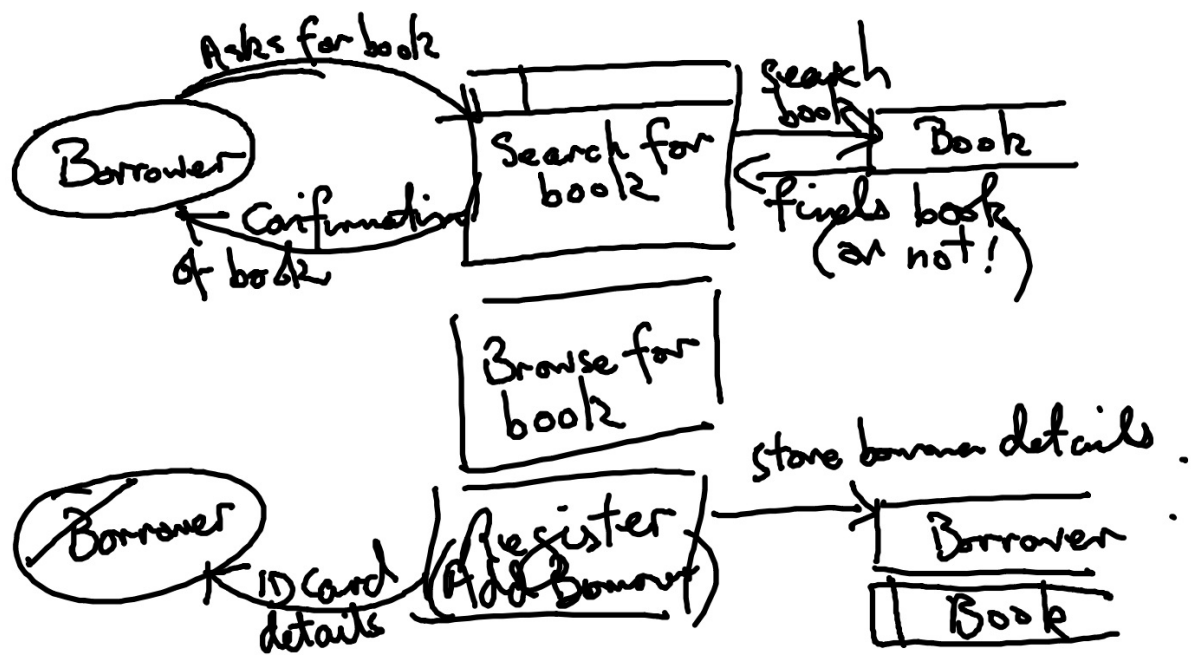 Asks for book
Borrower
Confirmation
of book
Search for
book
search
book
Book
finds book
(or not!)
Browse for
book
store borrower details
Borrower
ID Card
details
Register
(Add Borrower)
Borrower
Book